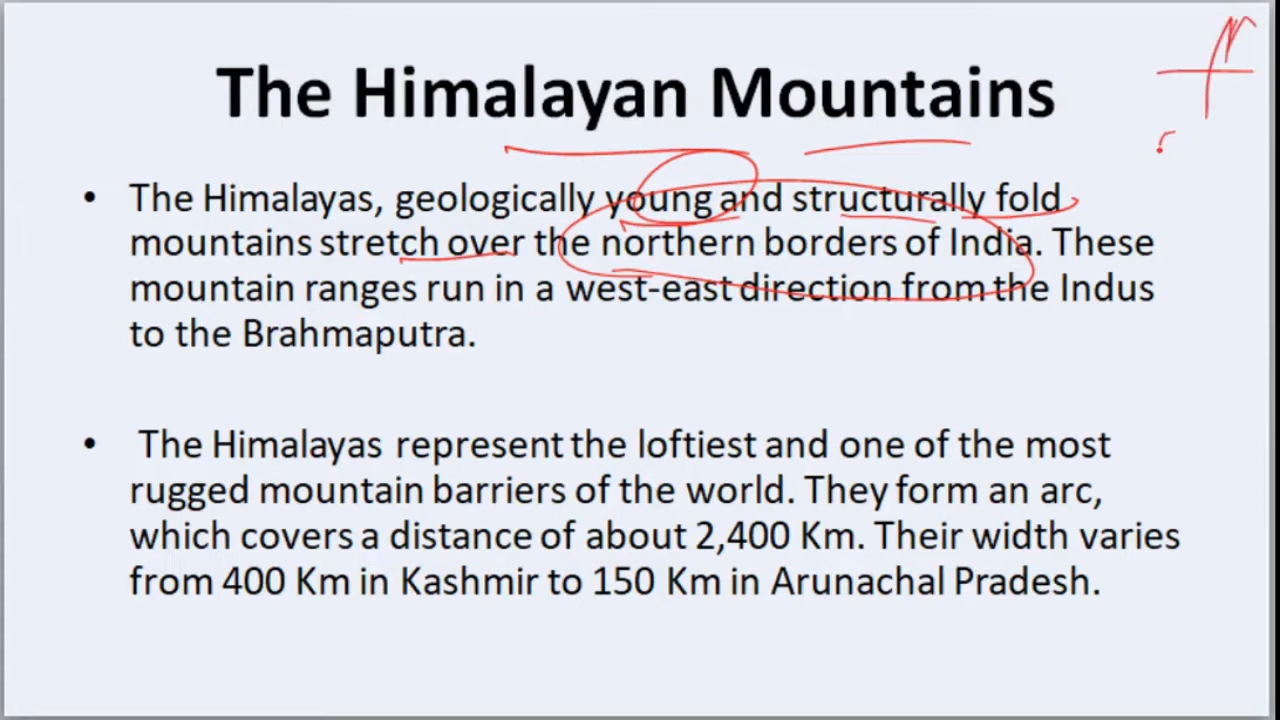 The Himalayan Mountains
• The Himalayas, geologically young and structurally fold
mountains stretch over the northern borders of India. These
mountain ranges run in a west-east direction from the Indus
to the Brahmaputra.
• The Himalayas represent the loftiest and one of the most
rugged mountain barriers of the world. They form an arc,
which covers a distance of about 2,400 Km. Their width varies
from 400 Km in Kashmir to 150 Km in Arunachal Pradesh.